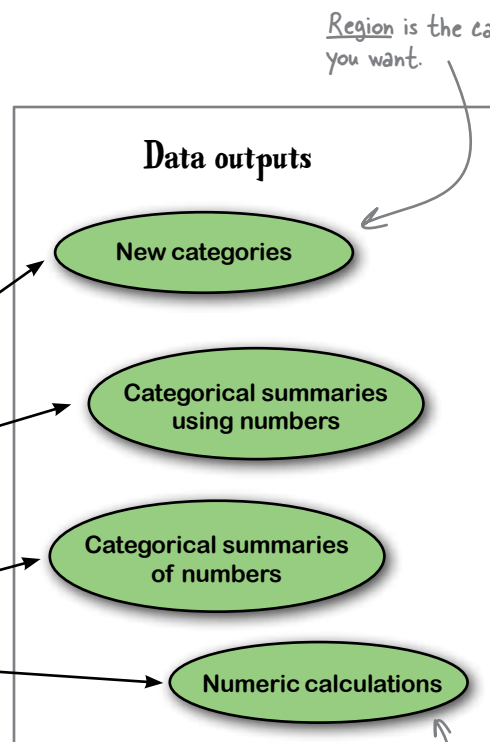 Region is the ca
you want.
Data outputs
New categories
Categorical summaries
using numbers
Categorical summaries
of numbers
Numeric calculations